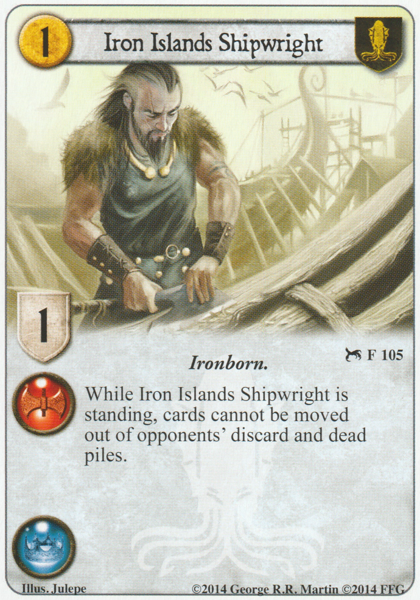 1
Iron Islands Shipwright
1
F 105
Ironborn.
While Iron Islands Shipwright is
standing, cards cannot be moved
out of opponents' discard and dead
piles.
Illus. Julepe
©2014 George R.R. Martin ©2014 FFG